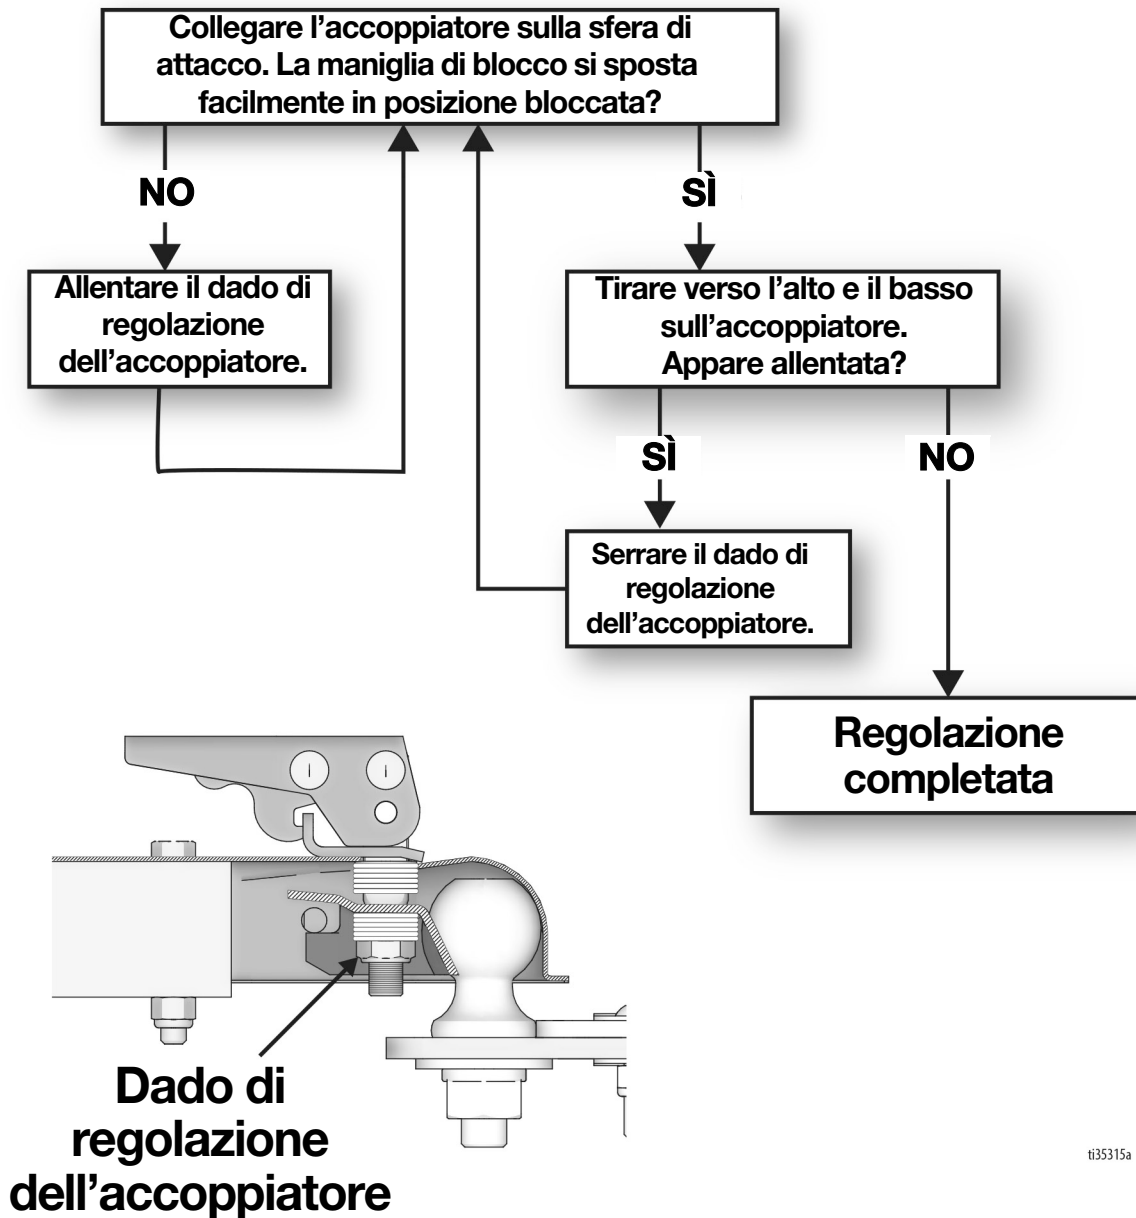 Collegare l’accoppiatore sulla sfera di
attacco. La maniglia di blocco si sposta
facilmente in posizione bloccata?
NO
SÌ
Allentare il dado di
regolazione
dell’accoppiatore.
Tirare verso l’alto e il basso
sull’accoppiatore.
Appare allentata?
SÌ
NO
Serrare il dado di
regolazione
dell’accoppiatore.
Regolazione
completata
Dado di
regolazione
dell’accoppiatore
ti35315a